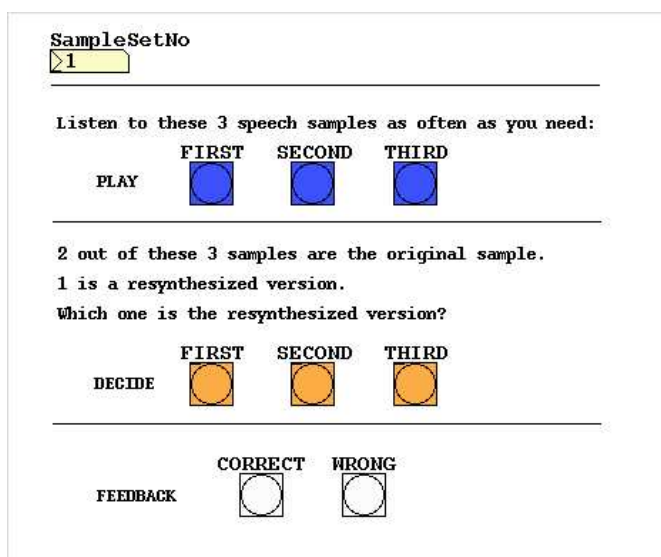 SampleSetNo
1
Listen to these 3 speech samples as often as you need:
FIRST SECOND THIRD
PLAY
2 out of these 3 samples are the original sample.
1 is a resynthesized version.
Which one is the resynthesized version?
FIRST SECOND THIRD
DECIDE
CORRECT WRONG
FEEDBACK